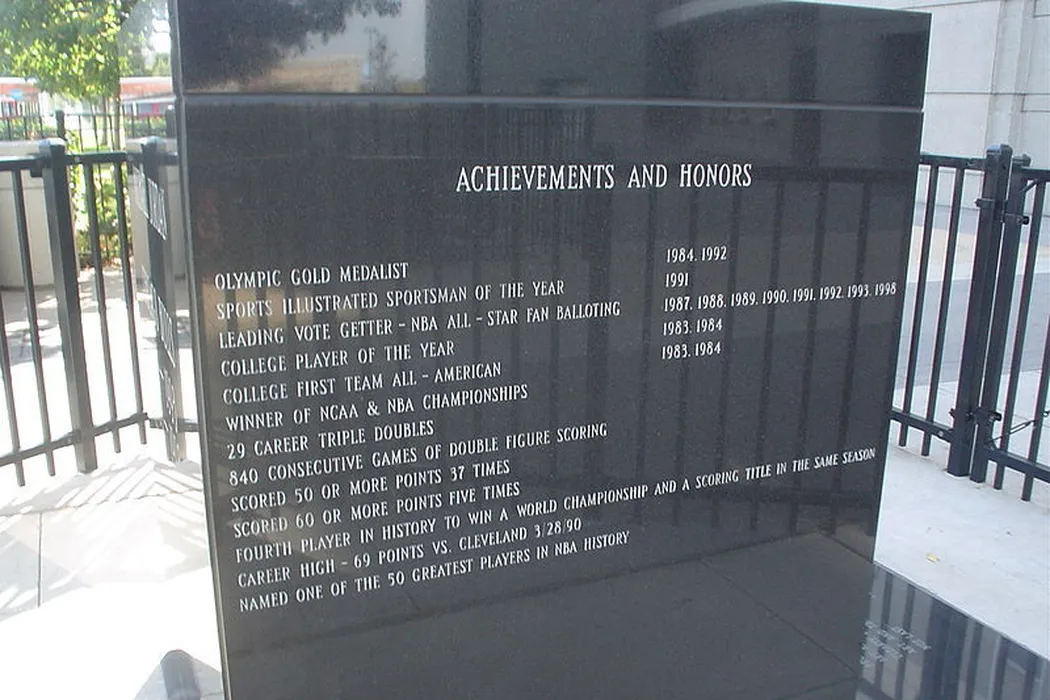 ACHIEVEMENTS AND HONORS
OLYMPIC GOLD MEDALIST 1984, 1992
SPORTS ILLUSTRATED SPORTSMAN OF THE YEAR 1991
LEADING VOTE GETTER - NBA ALL - STAR FAN BALLOTING 1987, 1988, 1989, 1990, 1991, 1992, 1993, 1998
COLLEGE PLAYER OF THE YEAR 1983, 1984
COLLEGE FIRST TEAM ALL - AMERICAN 1983, 1984
WINNER OF NCAA & NBA CHAMPIONSHIPS
29 CAREER TRIPLE DOUBLES
840 CONSECUTIVE GAMES OF DOUBLE FIGURE SCORING
SCORED 50 OR MORE POINTS 37 TIMES
SCORED 60 OR MORE POINTS FIVE TIMES
FOURTH PLAYER IN HISTORY TO WIN A WORLD CHAMPIONSHIP AND A SCORING TITLE IN THE SAME SEASON
CAREER HIGH - 69 POINTS VS. CLEVELAND 3/28/90
NAMED ONE OF THE 50 GREATEST PLAYERS IN NBA HISTORY